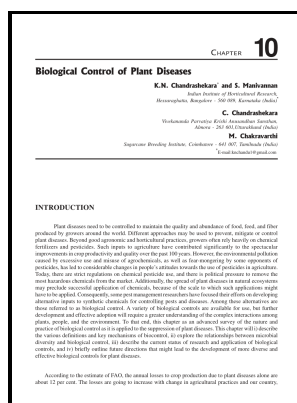 CHAPTER 10
Biological Control of Plant Diseases
K.N. Chandrashekara* and S. Manivannan
Indian Institute of Horticultural Research,
Hessaraghatta, Bangalore - 560 089, Karnataka (India)
C. Chandrashekara
Vivekananda Parvatiya Krishi Anusandhan Sansthan,
Almora - 263 601,Uttarakhand (India)
M. Chakravarthi
Sugarcane Breeding Institute, Coimbatore - 641 007, Tamilnadu (India)
*E-mail:kschandra1@gmail.com
INTRODUCTION
Plant diseases need to be controlled to maintain the quality and abundance of food, feed, and fiber
produced by growers around the world. Different approaches may be used to prevent, mitigate or control
plant diseases. Beyond good agronomic and horticultural practices, growers often rely heavily on chemical
fertilizers and pesticides. Such inputs to agriculture have contributed significantly to the spectacular
improvements in crop productivity and quality over the past 100 years. However, the environmental pollution
caused by excessive use and misuse of agrochemicals, as well as fear-mongering by some opponents of
pesticides, has led to considerable changes in people's attitudes towards the use of pesticides in agriculture.
Today, there are strict regulations on chemical pesticide use, and there is political pressure to remove the
most hazardous chemicals from the market. Additionally, the spread of plant diseases in natural ecosystems
may preclude successful application of chemicals, because of the scale to which such applications might
have to be applied. Consequently, some pest management researchers have focused their efforts on developing
alternative inputs to synthetic chemicals for controlling pests and diseases. Among these alternatives are
those referred to as biological control. A variety of biological controls are available for use, but further
development and effective adoption will require a greater understanding of the complex interactions among
plants, people, and the environment. To that end, this chapter as an advanced survey of the nature and
practice of biological control as it is applied to the suppression of plant diseases. This chapter will i) describe
the various definitions and key mechanisms of biocontrol, ii) explore the relationships between microbial
diversity and biological control, iii) describe the current status of research and application of biological
controls, and iv) briefly outline future directions that might lead to the development of more diverse and
effective biological controls for plant diseases.
According to the estimate of FAO, the annual losses to crop production due to plant diseases alone are
about 12 per cent. The losses are going to increase with change in agricultural practices and our country,